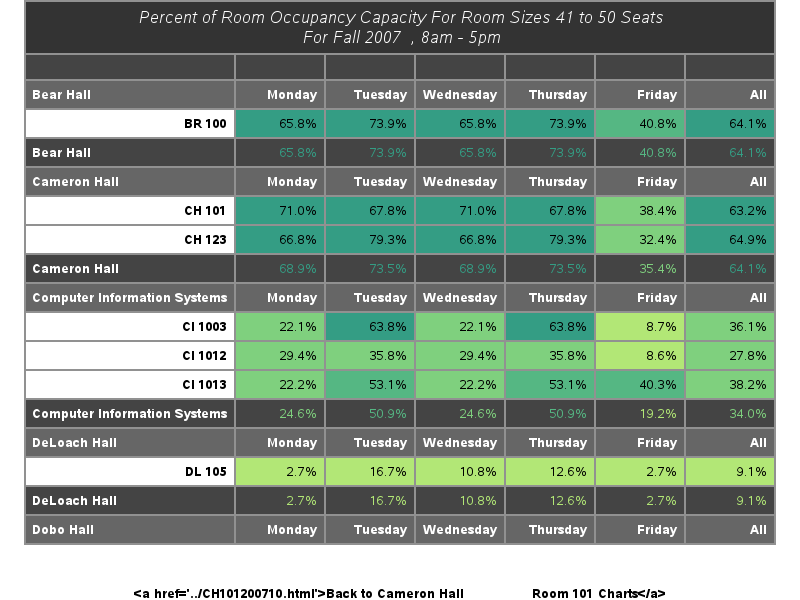 Percent of Room Occupancy Capacity For Room Sizes 41 to 50 Seats
For Fall 2007 , 8am - 5pm
Bear Hall Monday Tuesday Wednesday Thursday Friday All
BR 100 65.8% 73.9% 65.8% 73.9% 40.8% 64.1%
Bear Hall 65.8% 73.9% 65.8% 73.9% 40.8% 64.1%
Cameron Hall Monday Tuesday Wednesday Thursday Friday All
CH 101 71.0% 67.8% 71.0% 67.8% 38.4% 63.2%
CH 123 66.8% 79.3% 66.8% 79.3% 32.4% 64.9%
Cameron Hall 68.9% 73.5% 68.9% 73.5% 35.4% 64.1%
Computer Information Systems Monday Tuesday Wednesday Thursday Friday All
CI 1003 22.1% 63.8% 22.1% 63.8% 8.7% 36.1%
CI 1012 29.4% 35.8% 29.4% 35.8% 8.6% 27.8%
CI 1013 22.2% 53.1% 22.2% 53.1% 40.3% 38.2%
Computer Information Systems 24.6% 50.9% 24.6% 50.9% 19.2% 34.0%
DeLoach Hall Monday Tuesday Wednesday Thursday Friday All
DL 105 2.7% 16.7% 10.8% 12.6% 2.7% 9.1%
DeLoach Hall 2.7% 16.7% 10.8% 12.6% 2.7% 9.1%
Dobo Hall Monday Tuesday Wednesday Thursday Friday All
<a href='../CH101200710.html'>Back to Cameron Hall Room 101 Charts</a>